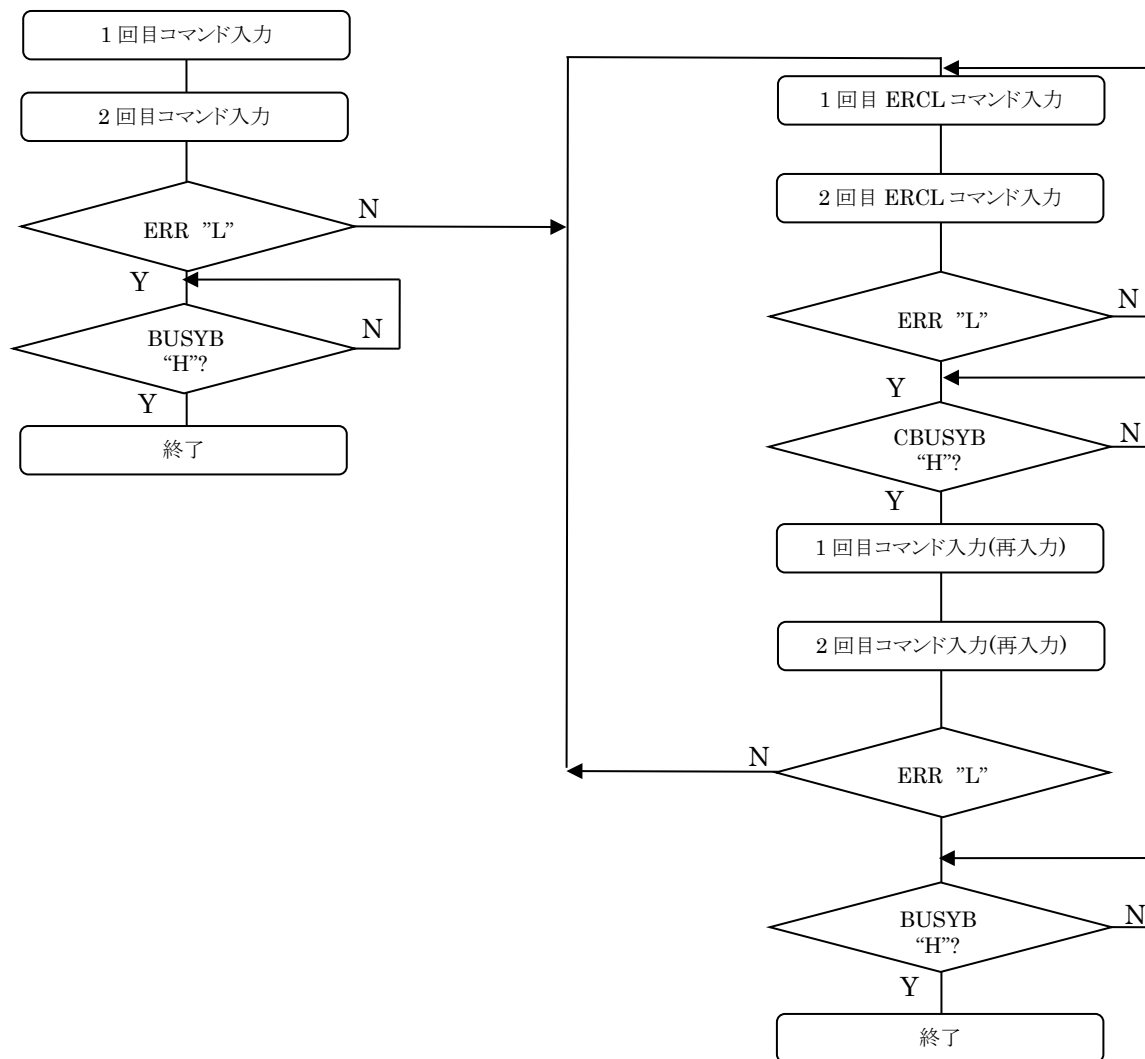 1 回目コマンド入力
2 回目コマンド入力
ERR ”L”
N
Y
BUSYB
“H”?
N
Y
終了
1 回目 ERCL コマンド入力
2 回目 ERCL コマンド入力
ERR ”L”
N
Y
CBUSYB
“H”?
N
Y
1 回目コマンド入力(再入力)
2 回目コマンド入力(再入力)
N
ERR ”L”
BUSYB
“H”?
N
Y
終了